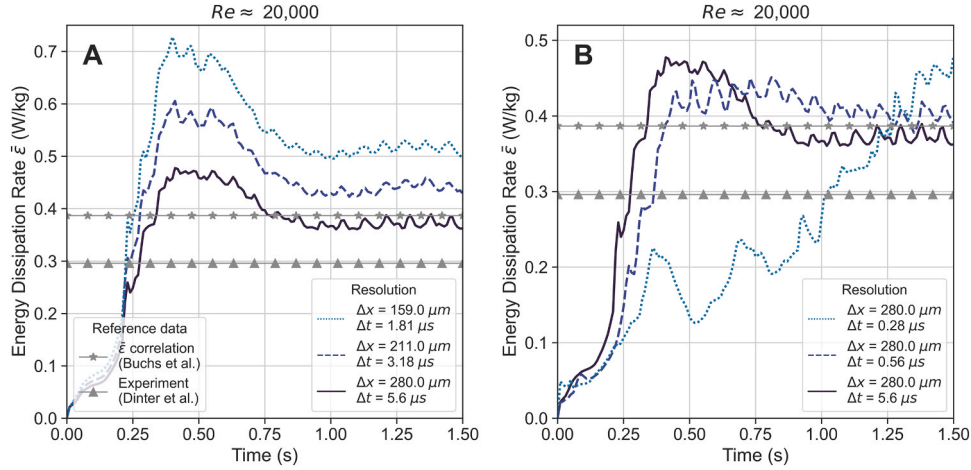 Re ≈ 20,000
A
Energy Dissipation Rate ε̄ (W/kg)
0.7
0.6
0.5
0.4
0.3
0.2
0.1
0.0
0.00 0.25 0.50 0.75 1.00 1.25 1.50
Time (s)
Reference data
ε̄ correlation
(Buchs et al.)
Experiment
(Dinter et al.)
Resolution
Δx = 159.0 μm
Δt = 1.81 μs
Δx = 211.0 μm
Δt = 3.18 μs
Δx = 280.0 μm
Δt = 5.6 μs
Re ≈ 20,000
B
Energy Dissipation Rate ε̄ (W/kg)
0.5
0.4
0.3
0.2
0.1
0.0
0.00 0.25 0.50 0.75 1.00 1.25 1.50
Time (s)
Resolution
Δx = 280.0 μm
Δt = 0.28 μs
Δx = 280.0 μm
Δt = 0.56 μs
Δx = 280.0 μm
Δt = 5.6 μs